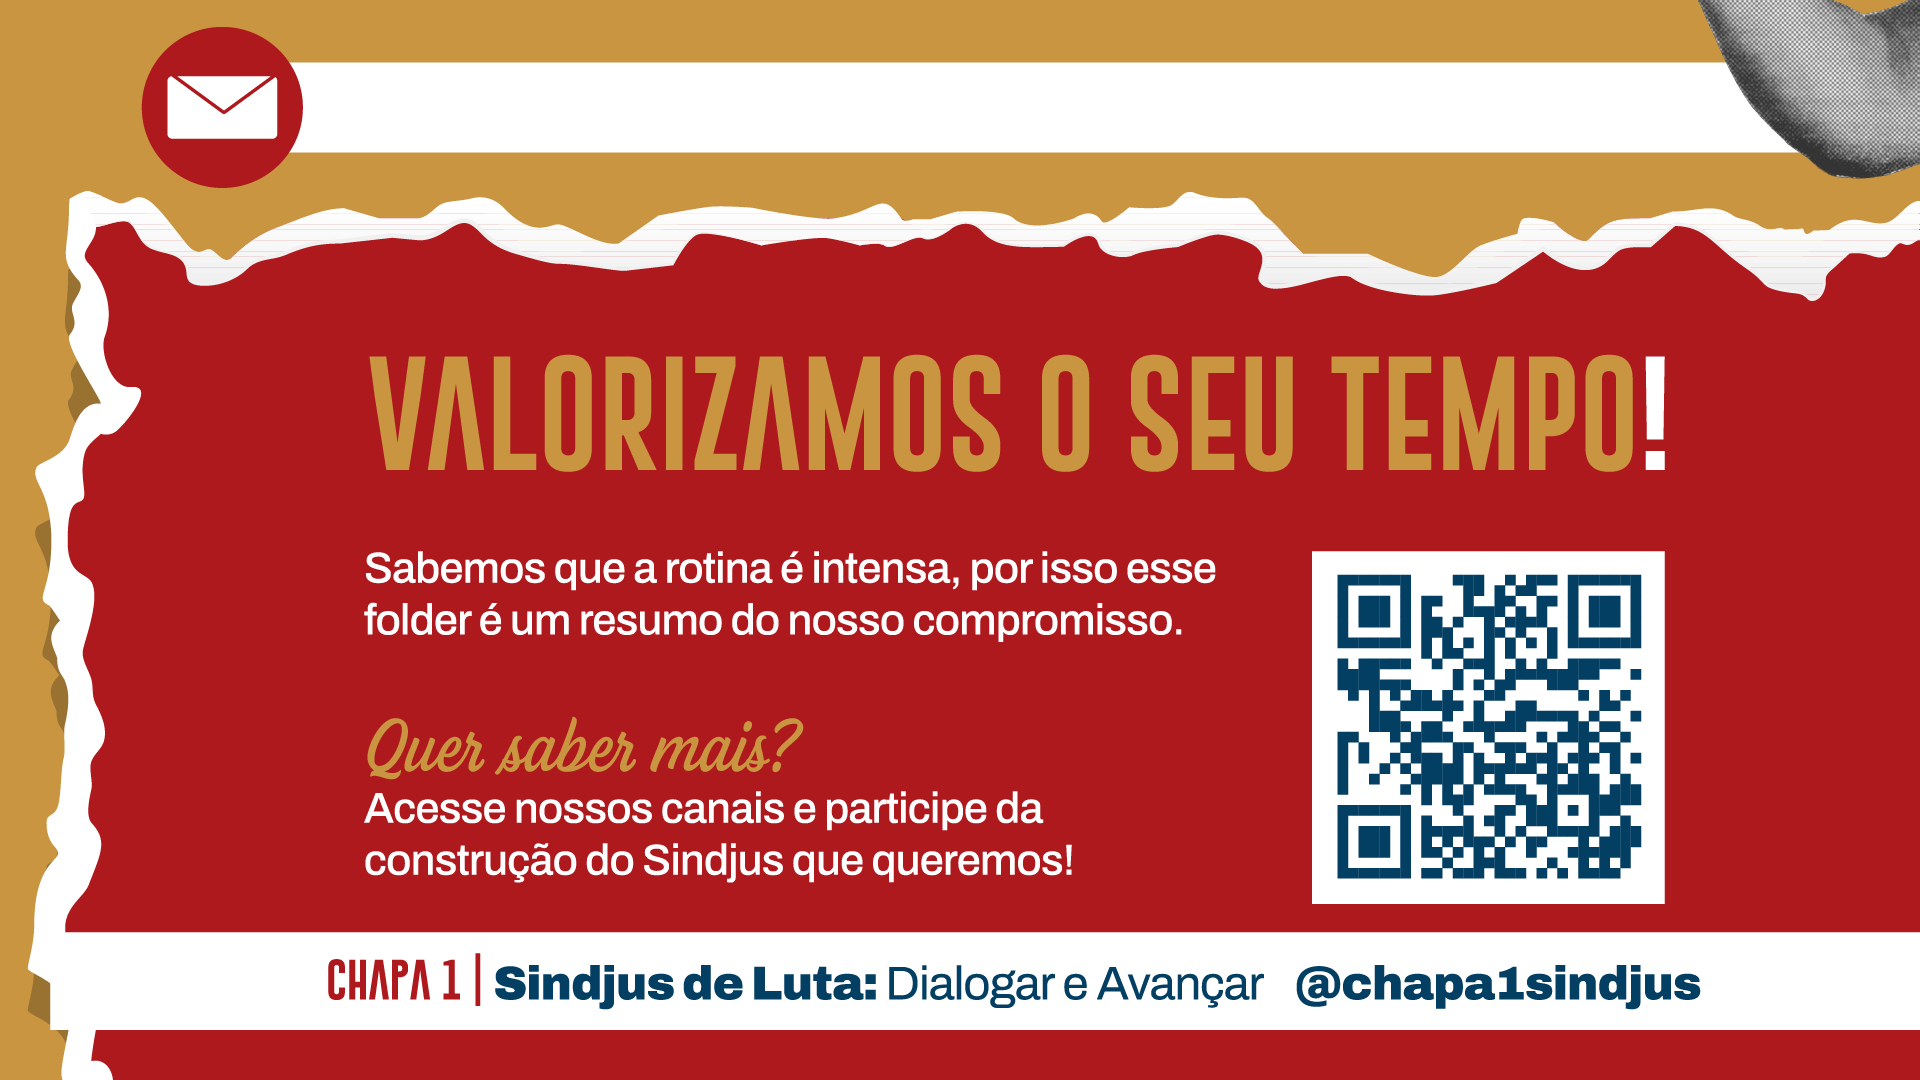 VALORIZAMOS O SEU TEMPO!
Sabemos que a rotina é intensa, por isso esse
folder é um resumo do nosso compromisso.
Quer saber mais?
Acesse nossos canais e participe da
construção do Sindjus que queremos!
CHAPA 1 | Sindjus de Luta: Dialogar e Avançar @chapa1sindjus